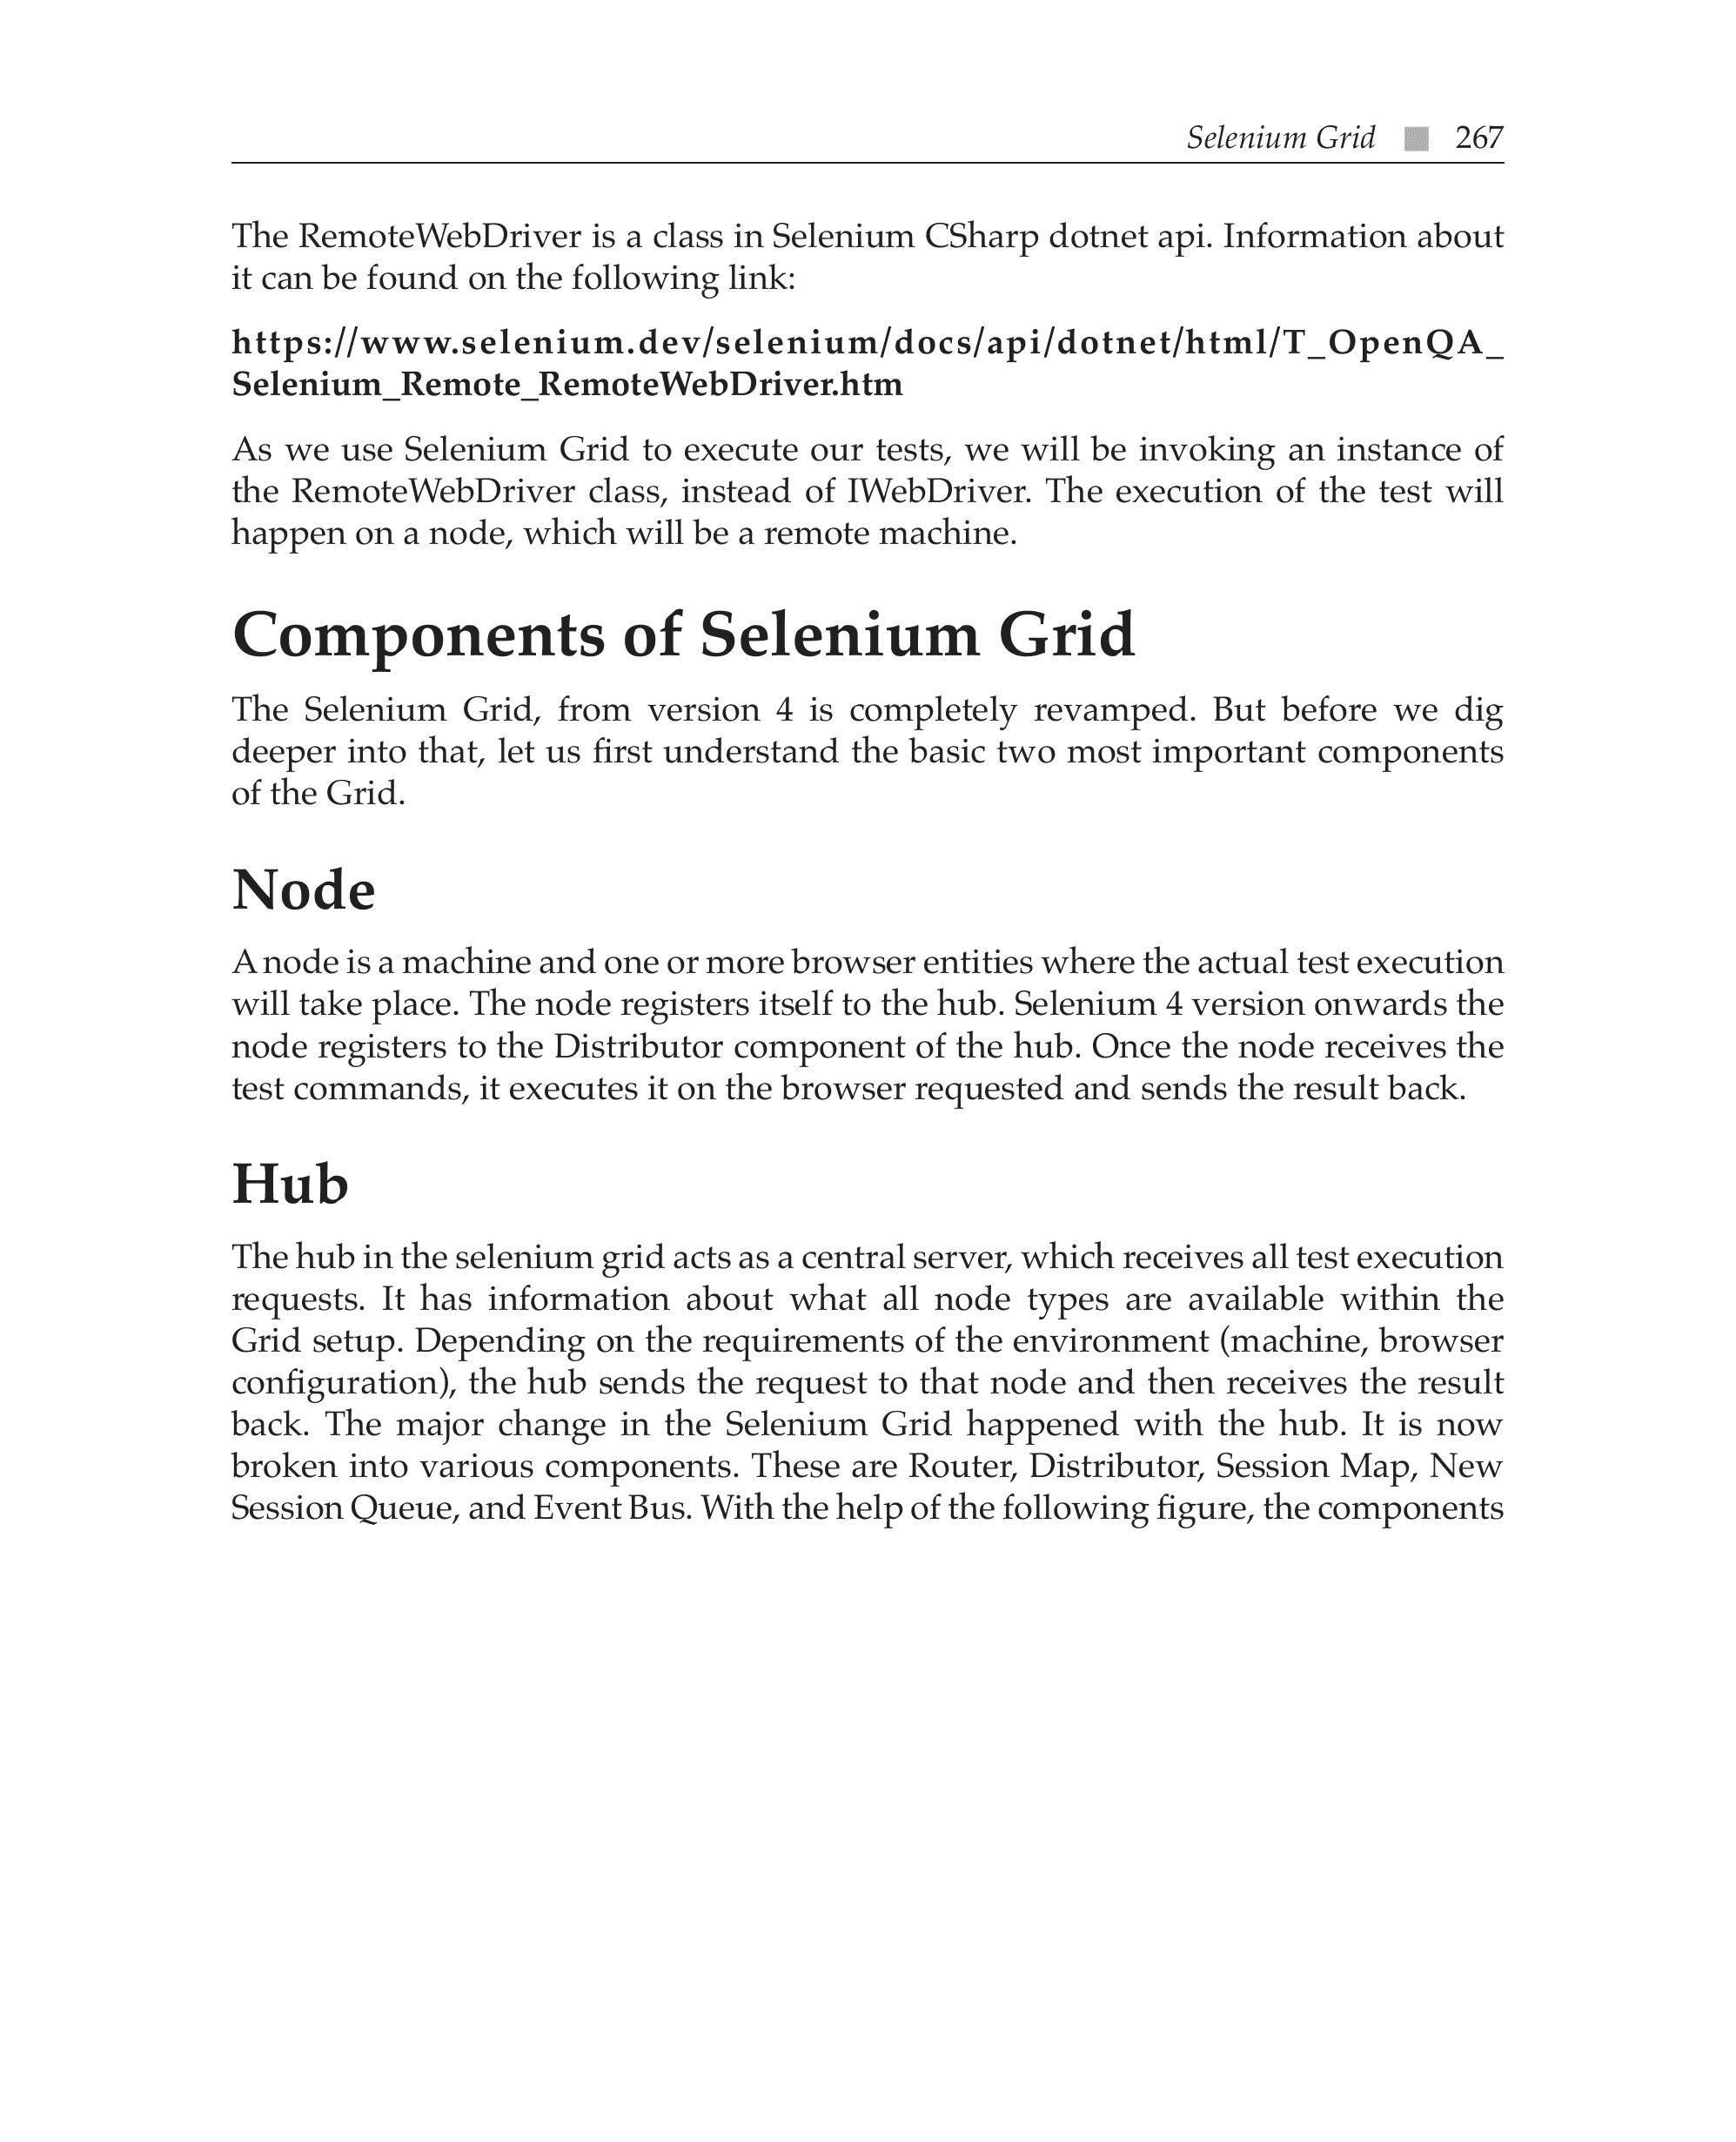 Selenium Grid 267
The RemoteWebDriver is a class in Selenium CSharp dotnet api. Information about
it can be found on the following link:
https://www.selenium.dev/selenium/docs/api/dotnet/html/T_OpenQA_
Selenium_Remote_RemoteWebDriver.htm
As we use Selenium Grid to execute our tests, we will be invoking an instance of
the RemoteWebDriver class, instead of IWebDriver. The execution of the test will
happen on a node, which will be a remote machine.
Components of Selenium Grid
The Selenium Grid, from version 4 is completely revamped. But before we dig
deeper into that, let us first understand the basic two most important components
of the Grid.
Node
A node is a machine and one or more browser entities where the actual test execution
will take place. The node registers itself to the hub. Selenium 4 version onwards the
node registers to the Distributor component of the hub. Once the node receives the
test commands, it executes it on the browser requested and sends the result back.
Hub
The hub in the selenium grid acts as a central server, which receives all test execution
requests. It has information about what all node types are available within the
Grid setup. Depending on the requirements of the environment (machine, browser
configuration), the hub sends the request to that node and then receives the result
back. The major change in the Selenium Grid happened with the hub. It is now
broken into various components. These are Router, Distributor, Session Map, New
Session Queue, and Event Bus. With the help of the following figure, the components